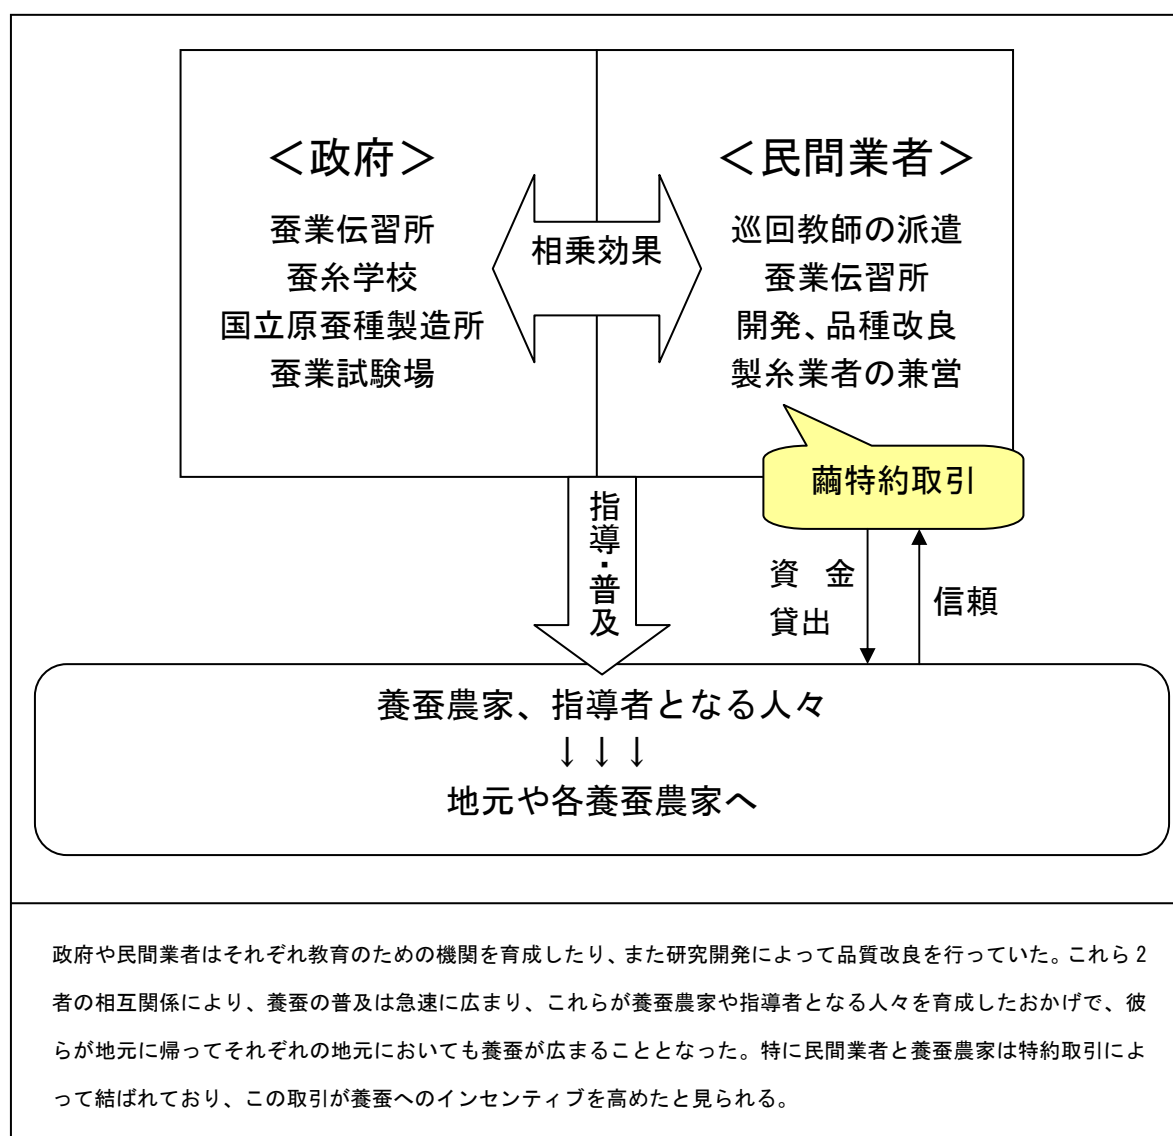 ＜政府＞
蚕業伝習所
蚕糸学校
国立原蚕種製造所
蚕業試験場
相乗効果
＜民間業者＞
巡回教師の派遣
蚕業伝習所
開発、品種改良
製糸業者の兼営
繭特約取引
指導・普及
資　金
貸出
信頼
養蚕農家、指導者となる人々
↓↓↓
地元や各養蚕農家へ
政府や民間業者はそれぞれ教育のための機関を育成したり、また研究開発によって品質改良を行っていた。これら 2
者の相互関係により、養蚕の普及は急速に広まり、これらが養蚕農家や指導者となる人々を育成したおかげで、彼
らが地元に帰ってそれぞれの地元においても養蚕が広まることとなった。特に民間業者と養蚕農家は特約取引によ
って結ばれており、この取引が養蚕へのインセンティブを高めたと見られる。